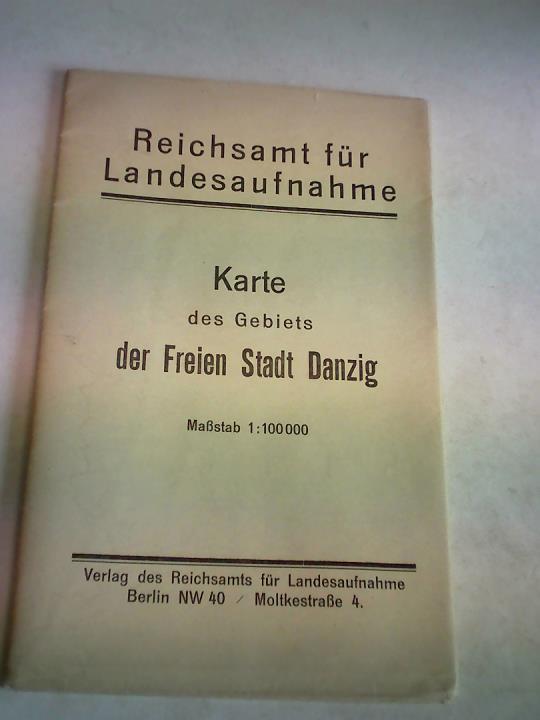 Reichsamt für
Landesaufnahme
Karte
des Gebiets
der Freien Stadt Danzig
Maßstab 1:100000
Verlag des Reichsamts für Landesaufnahme
Berlin NW 40 / Moltkestraße 4.